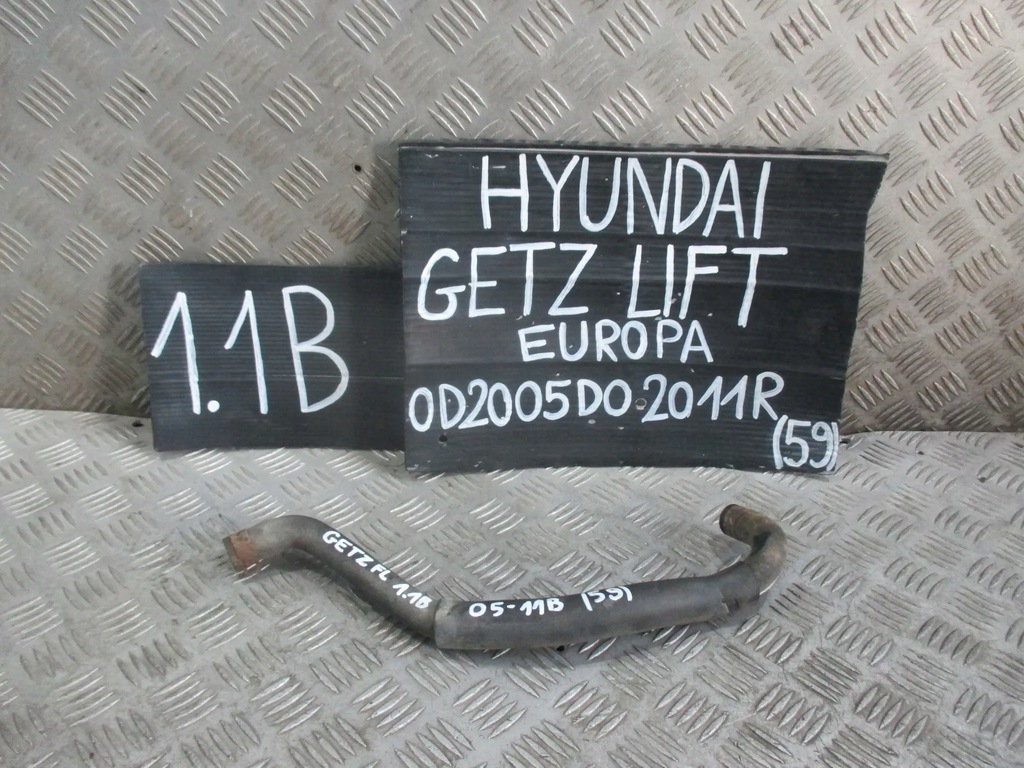 1.1B
HYUNDAI
GETZ LIFT
EUROPA
OD2005DO2011R
(59)
GETZ FL 1.1B
05-11B (59)